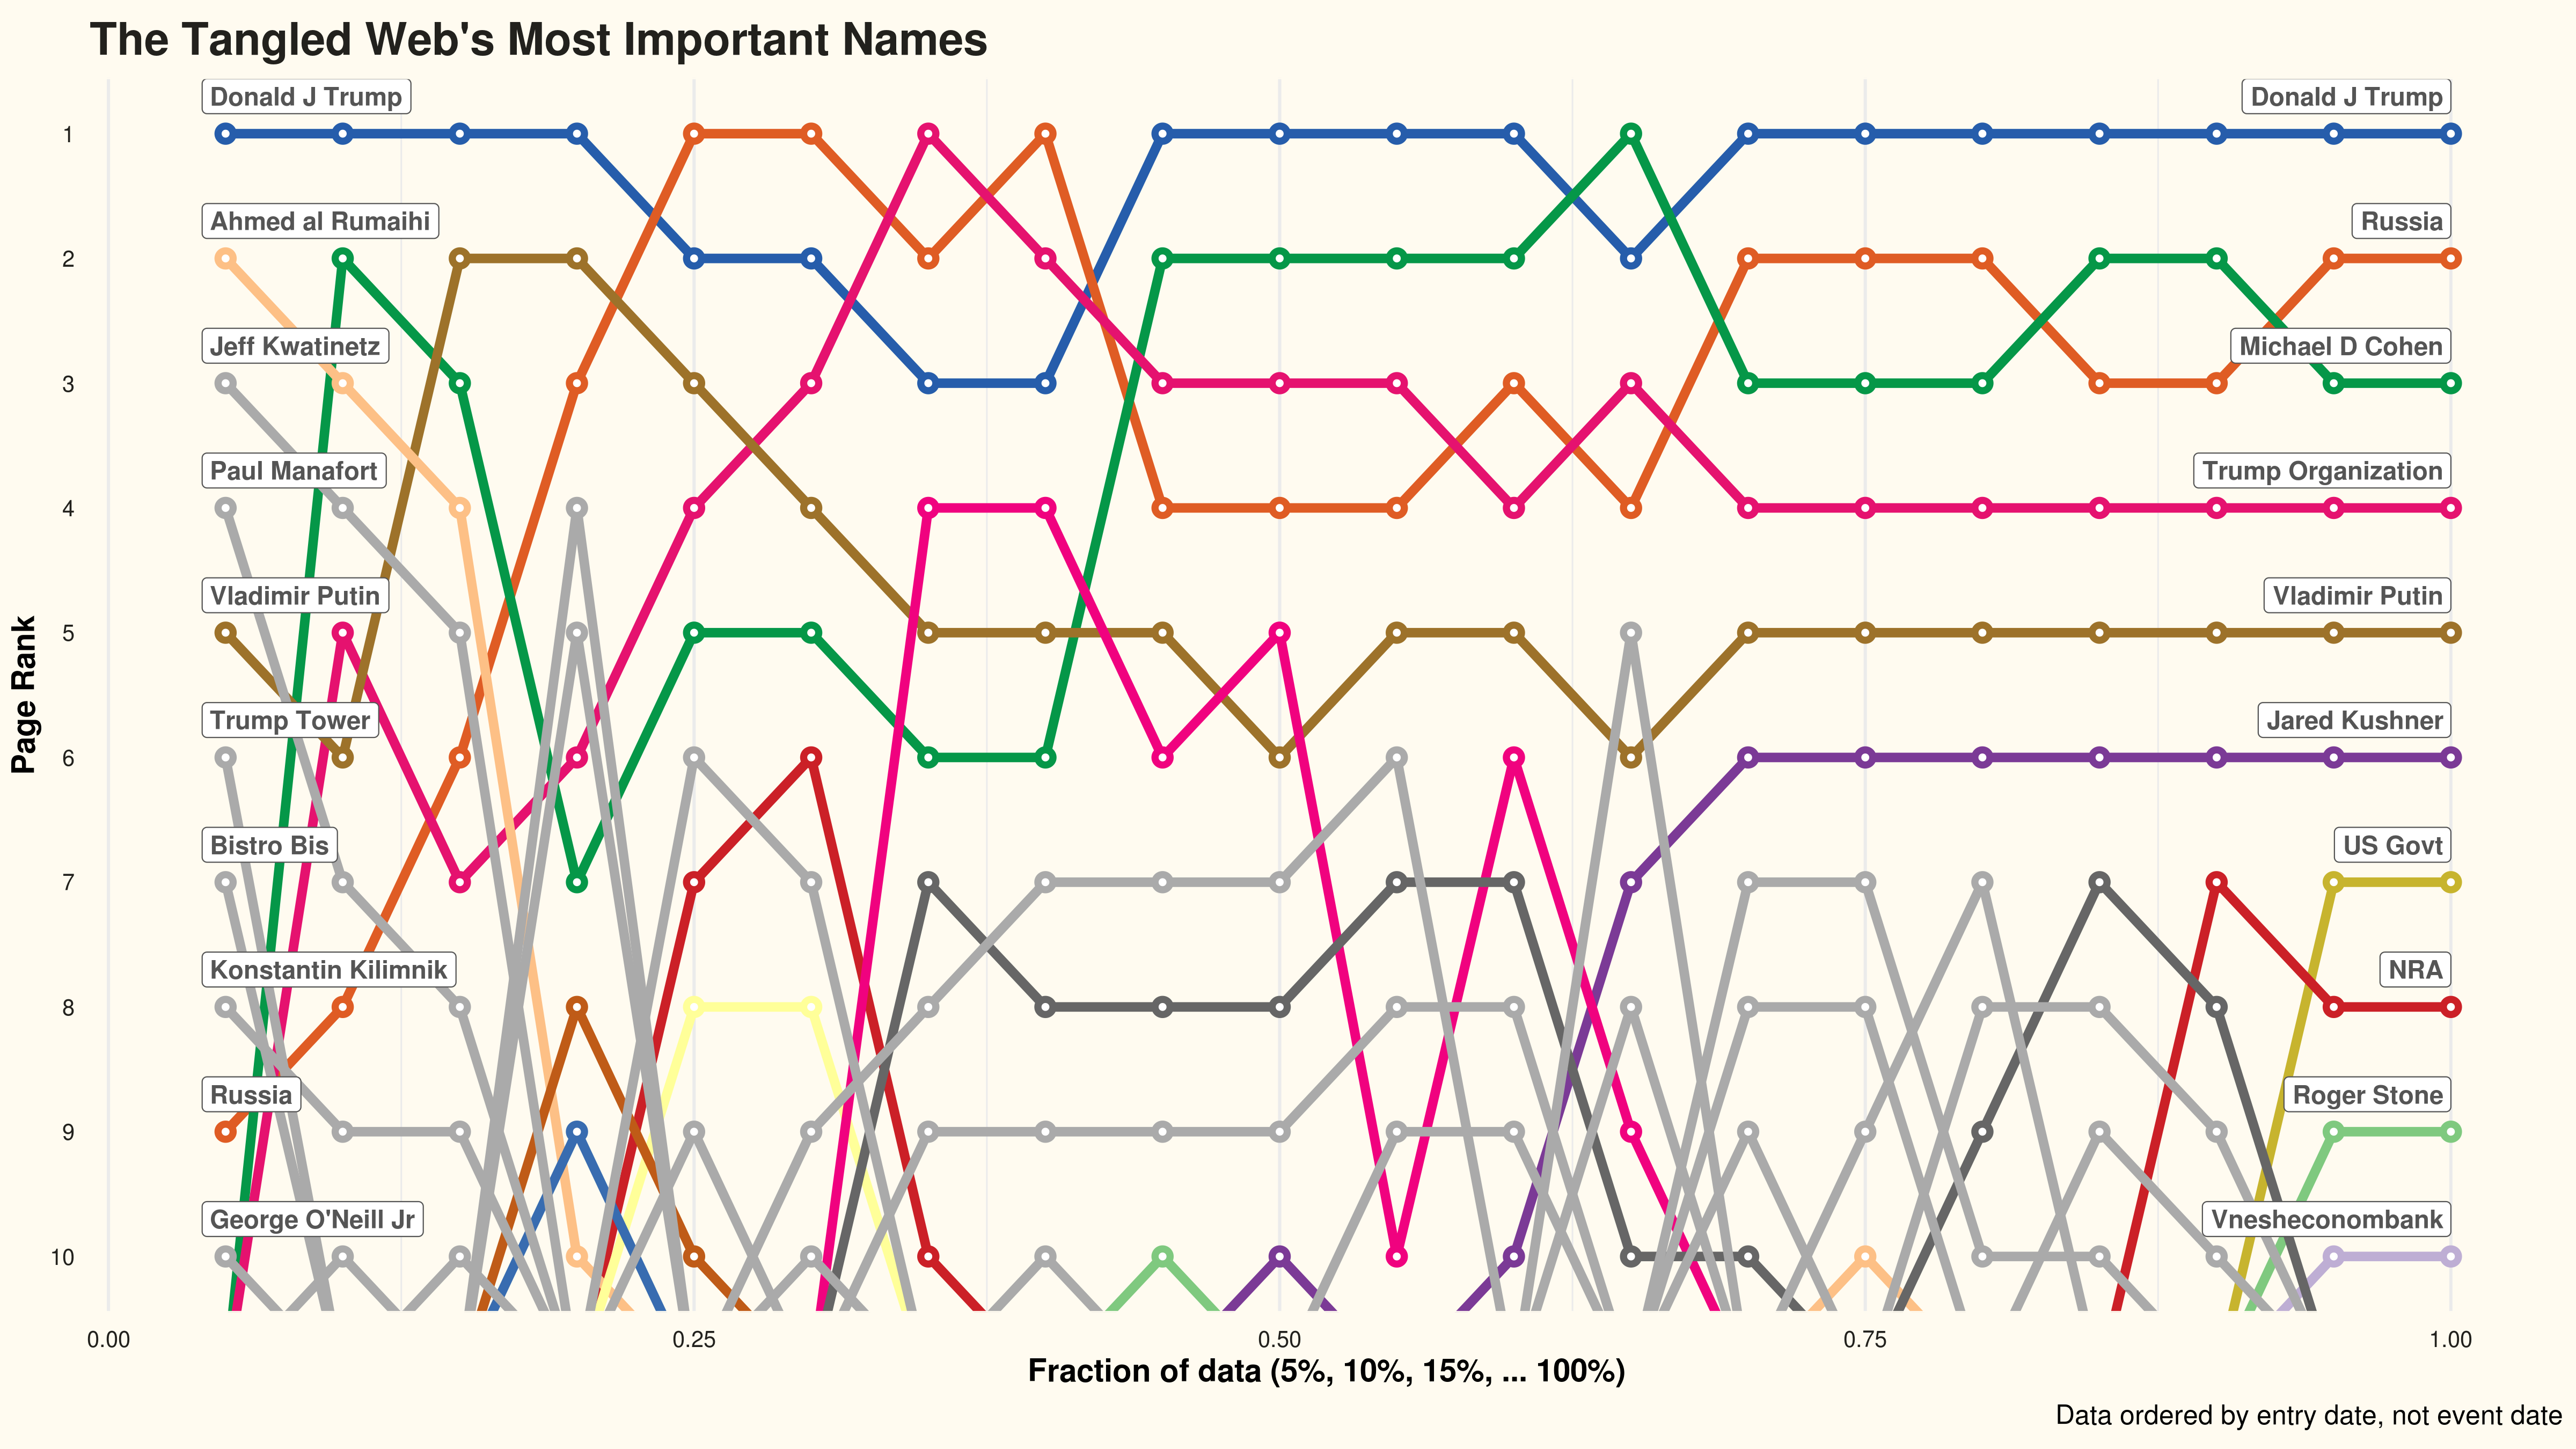 The Tangled Web's Most Important Names
Donald J Trump
Donald J Trump
1
Ahmed al Rumaihi
Russia
2
Jeff Kwatinetz
Michael D Cohen
3
Paul Manafort
Trump Organization
4
Vladimir Putin
Vladimir Putin
5
Trump Tower
Jared Kushner
6
Bistro Bis
US Govt
7
Konstantin Kilimnik
NRA
8
Russia
Roger Stone
9
George O'Neill Jr
Vnesheconombank
10
Page Rank
0.00
0.25
0.50
0.75
1.00
Fraction of data (5%, 10%, 15%, ... 100%)
Data ordered by entry date, not event date